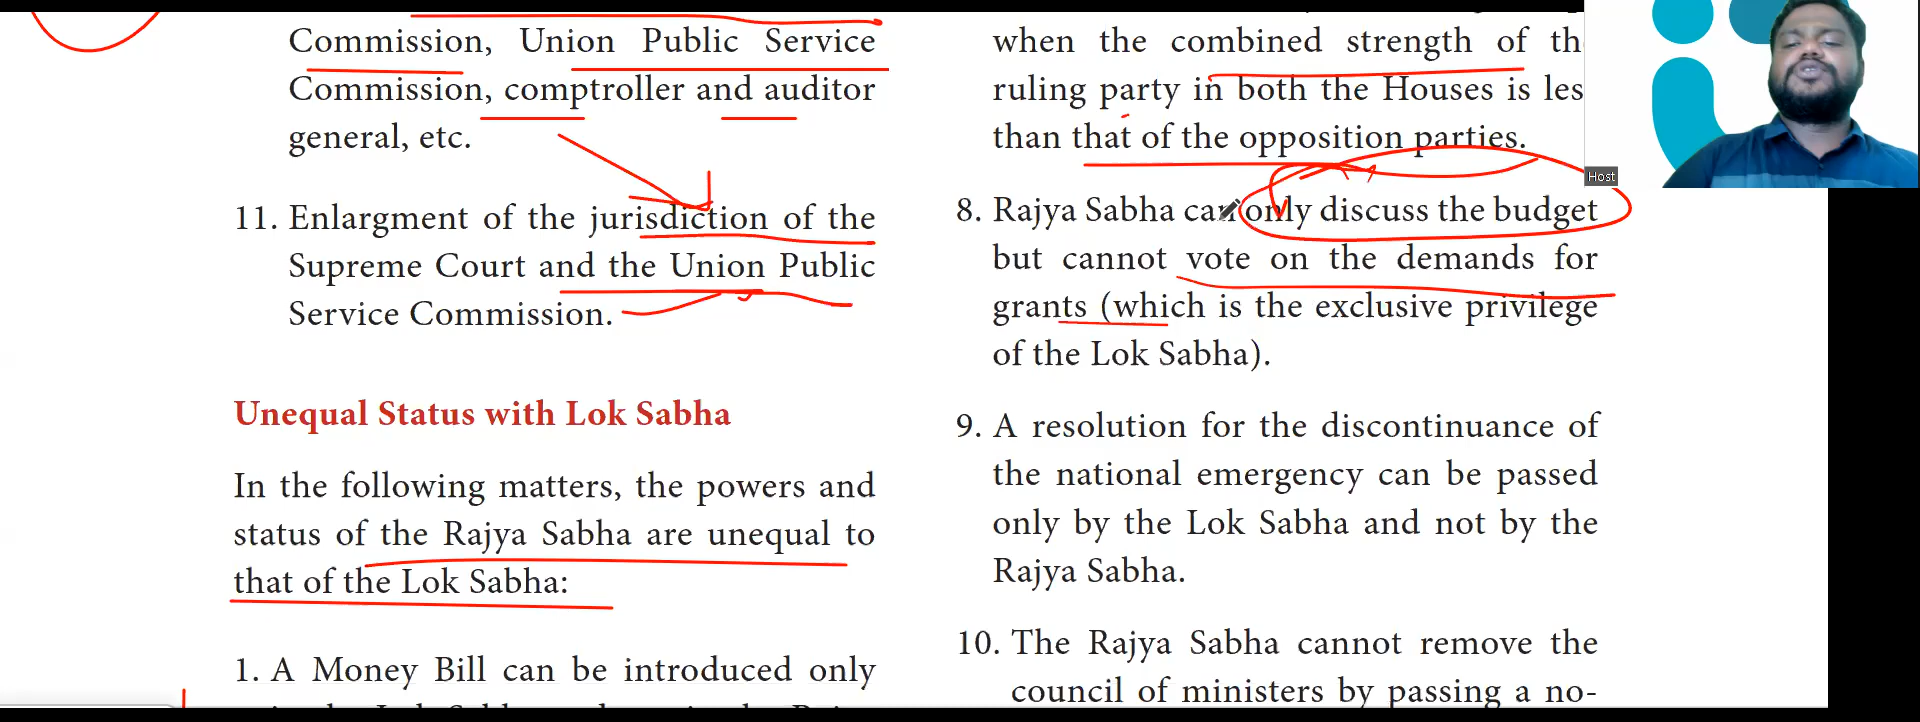 Commission, Union Public Service
Commission, comptroller and auditor
general, etc.
11. Enlargment of the jurisdiction of the
Supreme Court and the Union Public
Service Commission.
Unequal Status with Lok Sabha
In the following matters, the powers and
status of the Rajya Sabha are unequal to
that of the Lok Sabha:
1. A Money Bill can be introduced only
when the combined strength of
ruling party in both the Houses is
than that of the opposition parties.
8. Rajya Sabha can only discuss the budget
but cannot vote on the demands for
grants (which is the exclusive privilege
of the Lok Sabha).
9. A resolution for the discontinuance of
the national emergency can be passed
only by the Lok Sabha and not by the
Rajya Sabha.
10. The Rajya Sabha cannot remove the
council of ministers by passing a no-
Host